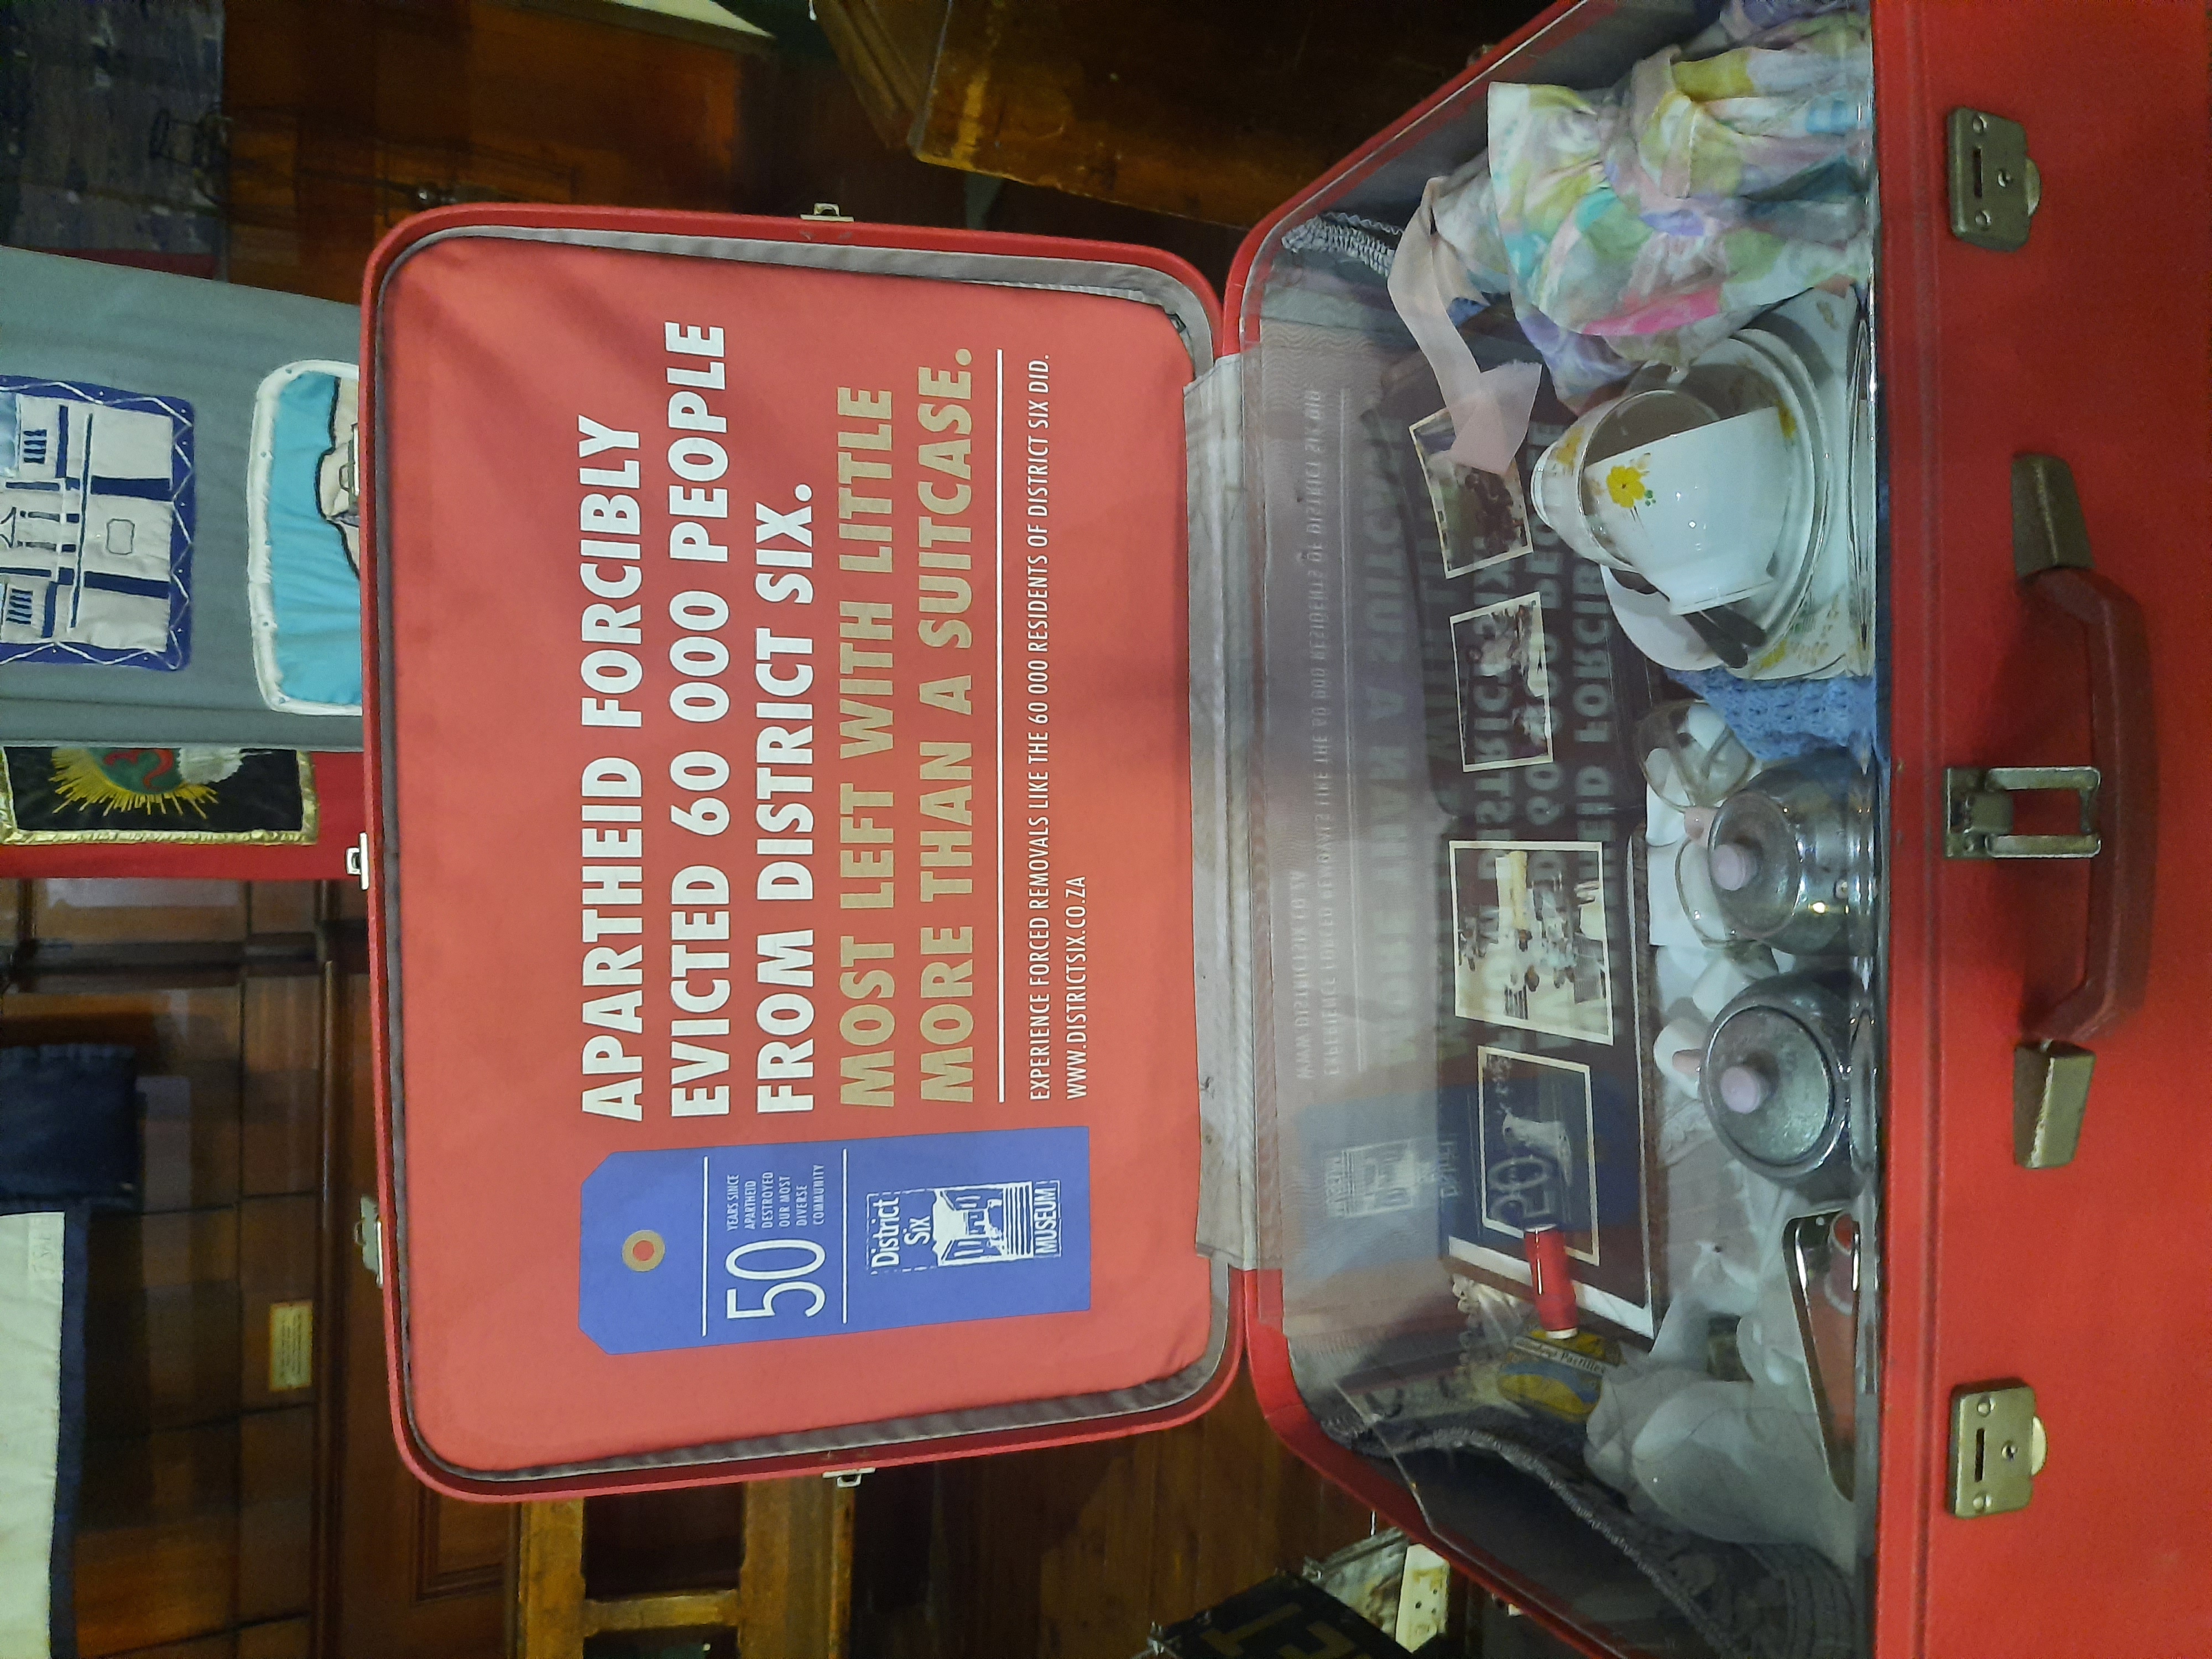 APARTHEID FORCIBLY
EVICTED 60 000 PEOPLE
FROM DISTRICT SIX.
MOST LEFT WITH LITTLE
MORE THAN A SUITCASE.
EXPERIENCE FORCED REMOVALS LIKE THE 60 000 RESIDENTS OF DISTRICT SIX DID.
WWW.DISTRICTSIX.CO.ZA
50
YEARS SINCE
APARTHEID
DESTROYED
OUR MOST
DIVERSE
COMMUNITY
District
Six
MUSEUM
Pastilles